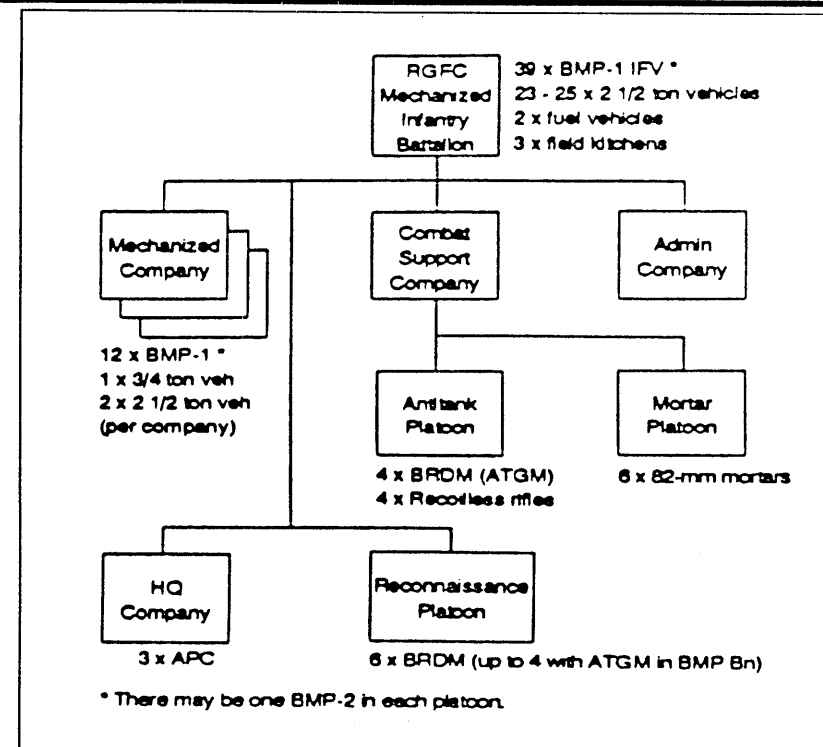 RGFC
Mechanized
Infantry
Battalion
39 x BMP-1 IFV *
23 - 25 x 2 1/2 ton vehicles
2 x fuel vehicles
3 x field kitchens
Mechanized
Company
Combat
Support
Company
Admin
Company
12 x BMP-1 *
1 x 3/4 ton veh
2 x 2 1/2 ton veh
(per company)
Antitank
Platoon
Mortar
Platoon
4 x BRDM (ATGM)
4 x Recoilless rifles
6 x 82-mm mortars
HQ
Company
Reconnaissance
Platoon
3 x APC
6 x BRDM (up to 4 with ATGM in BMP Bn)
* There may be one BMP-2 in each platoon.